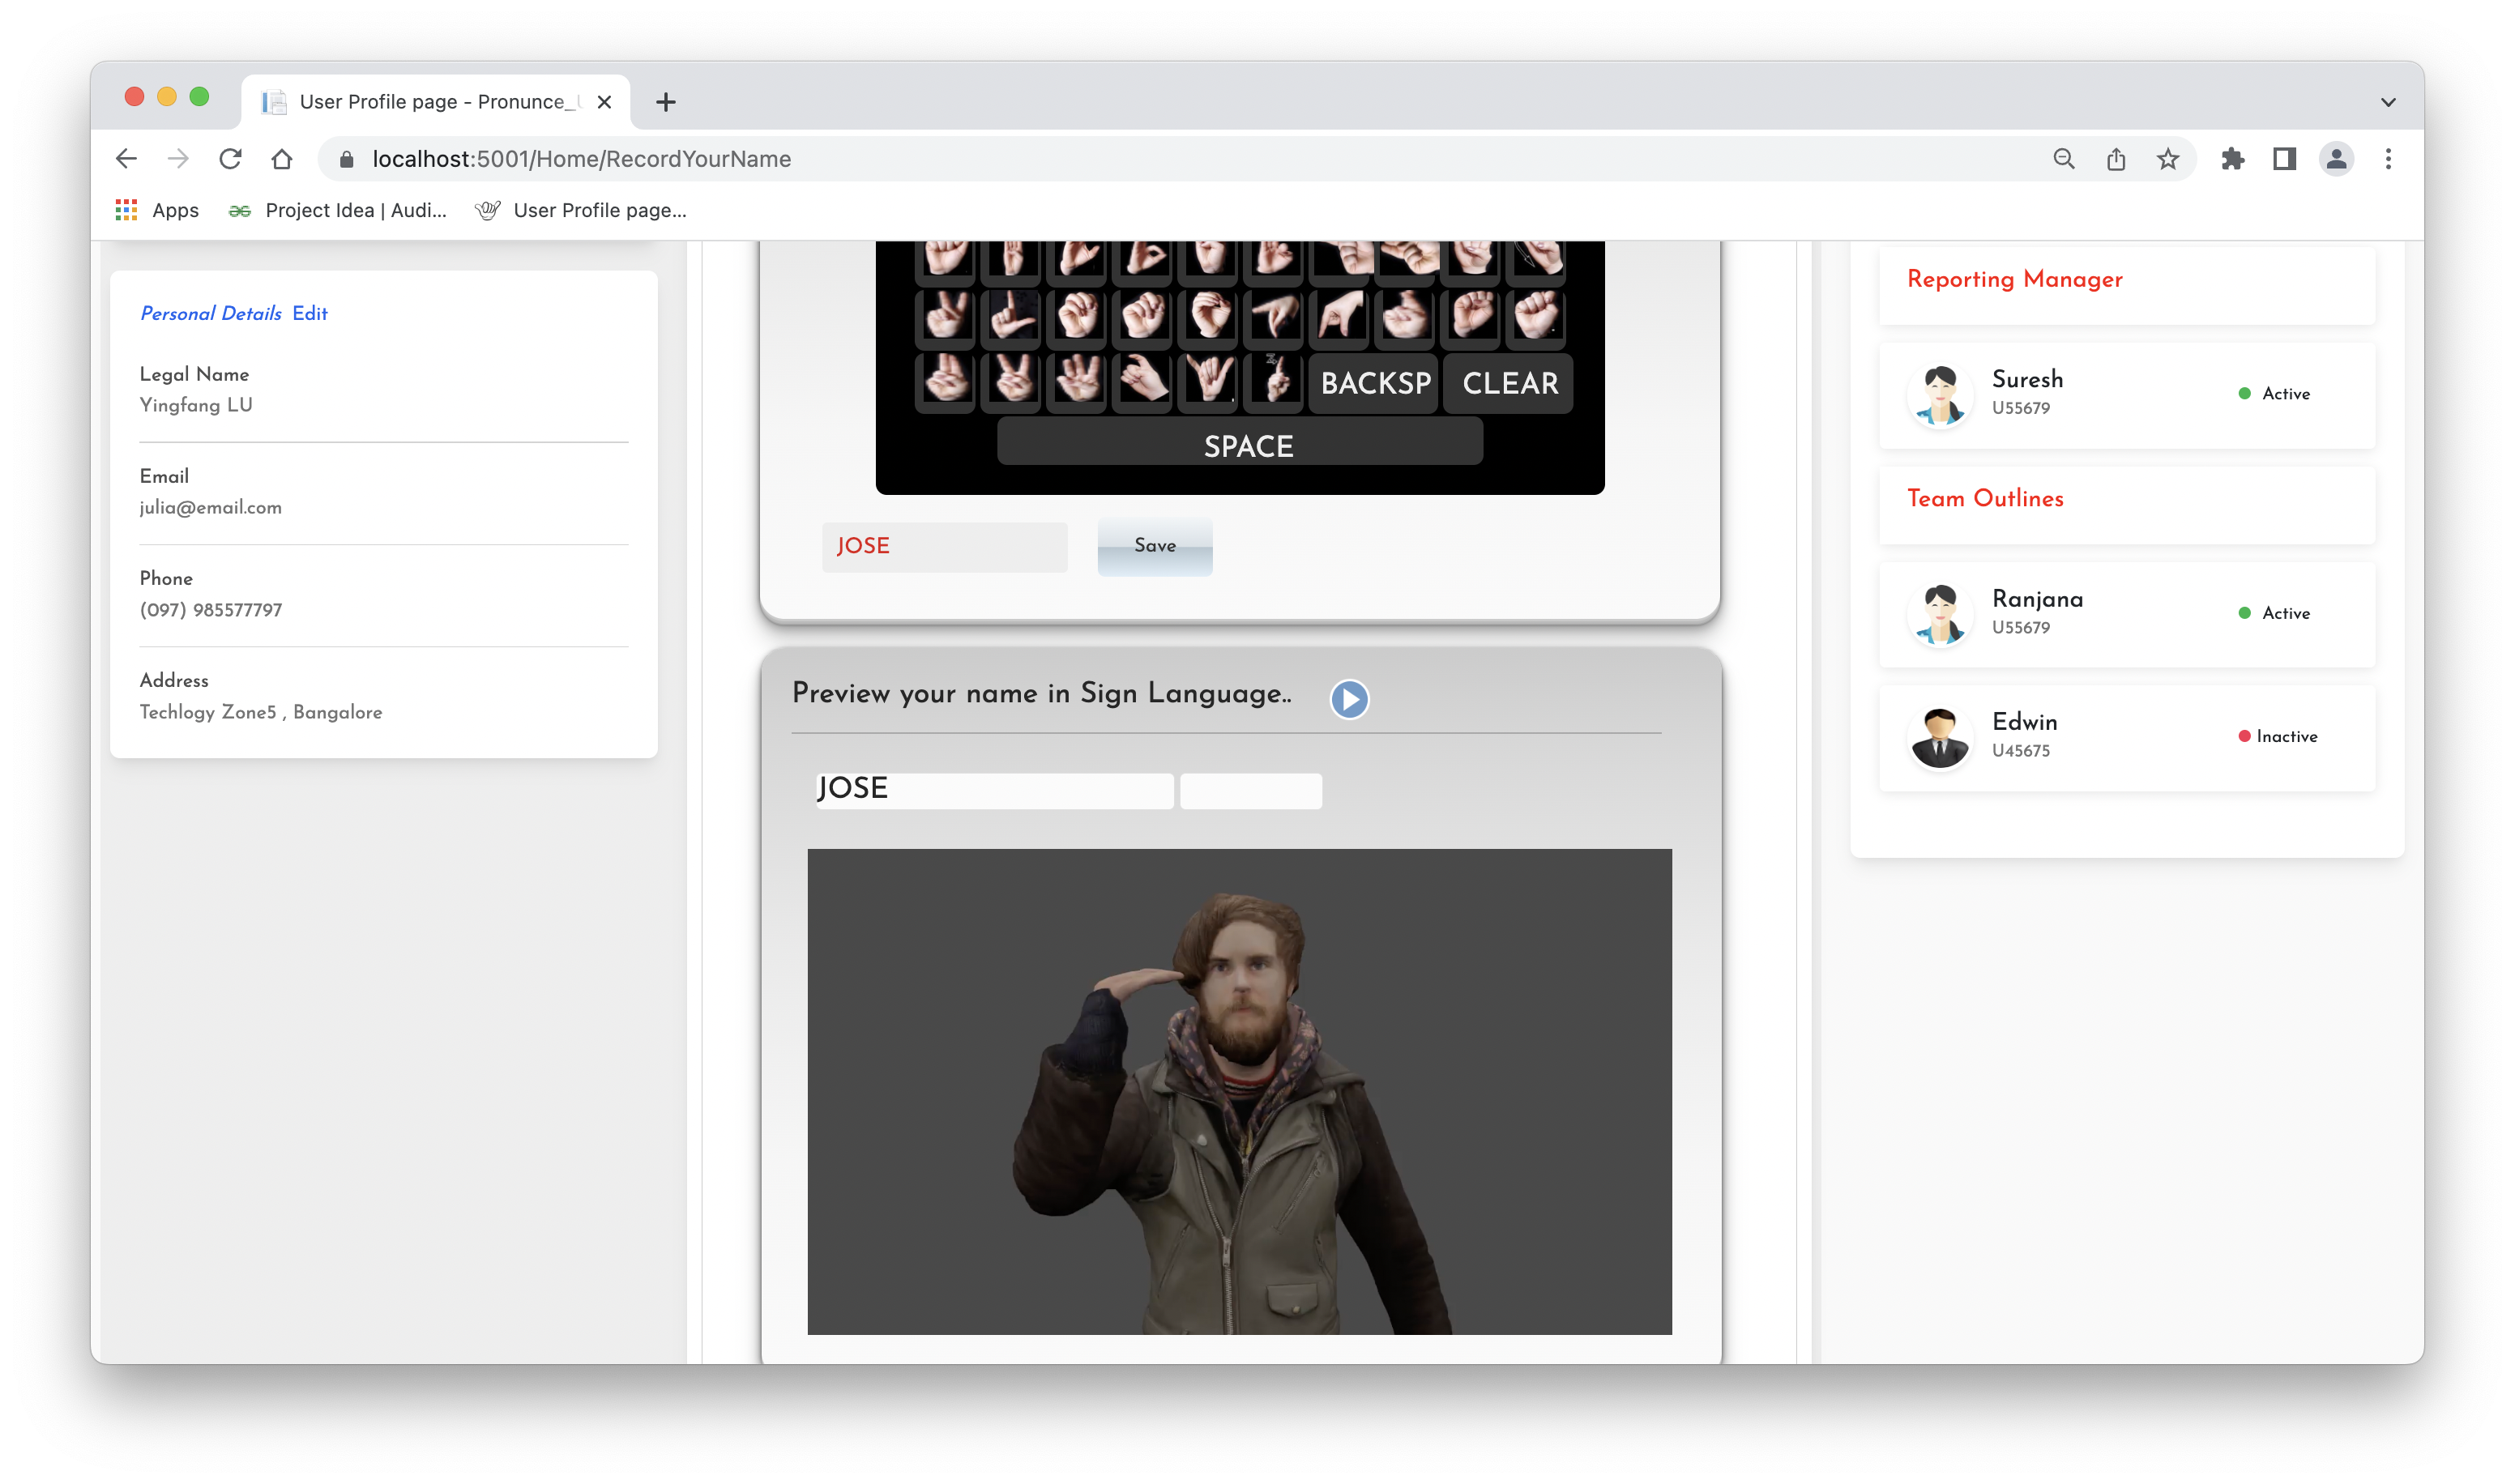 User Profile page - Pronunce_
localhost:5001/Home/RecordYourName
Apps
Project Idea | Audi...
User Profile page...
Personal Details Edit
Legal Name
Yingfang LU
Email
julia@email.com
Phone
(097) 985577797
Address
Techlogy Zone5 , Bangalore
BACKSP
CLEAR
SPACE
JOSE
Save
Preview your name in Sign Language..
JOSE
Reporting Manager
Suresh
U55679
Active
Team Outlines
Ranjana
U55679
Active
Edwin
U45675
Inactive